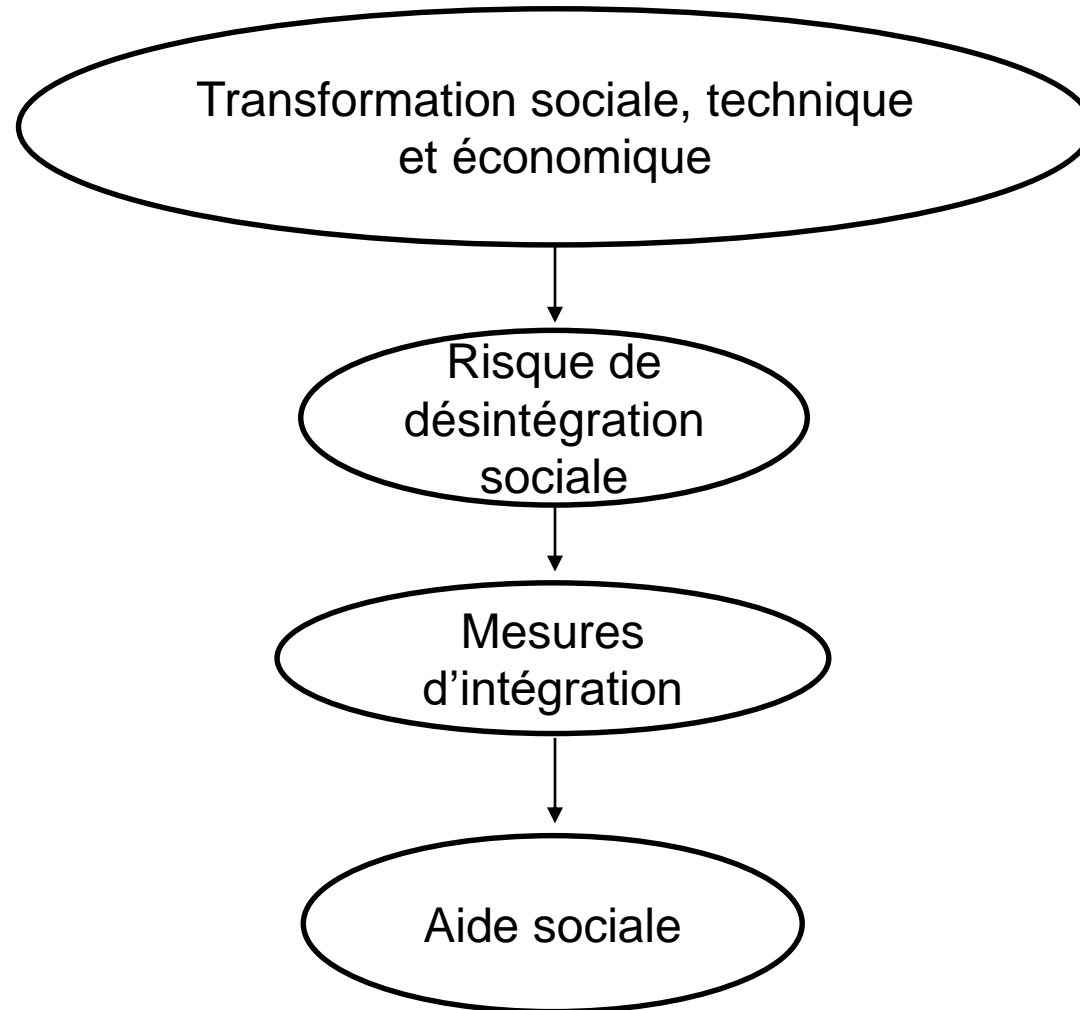 Transformation sociale, technique
et économique
Risque de
désintégration
sociale
Mesures
d’intégration
Aide sociale